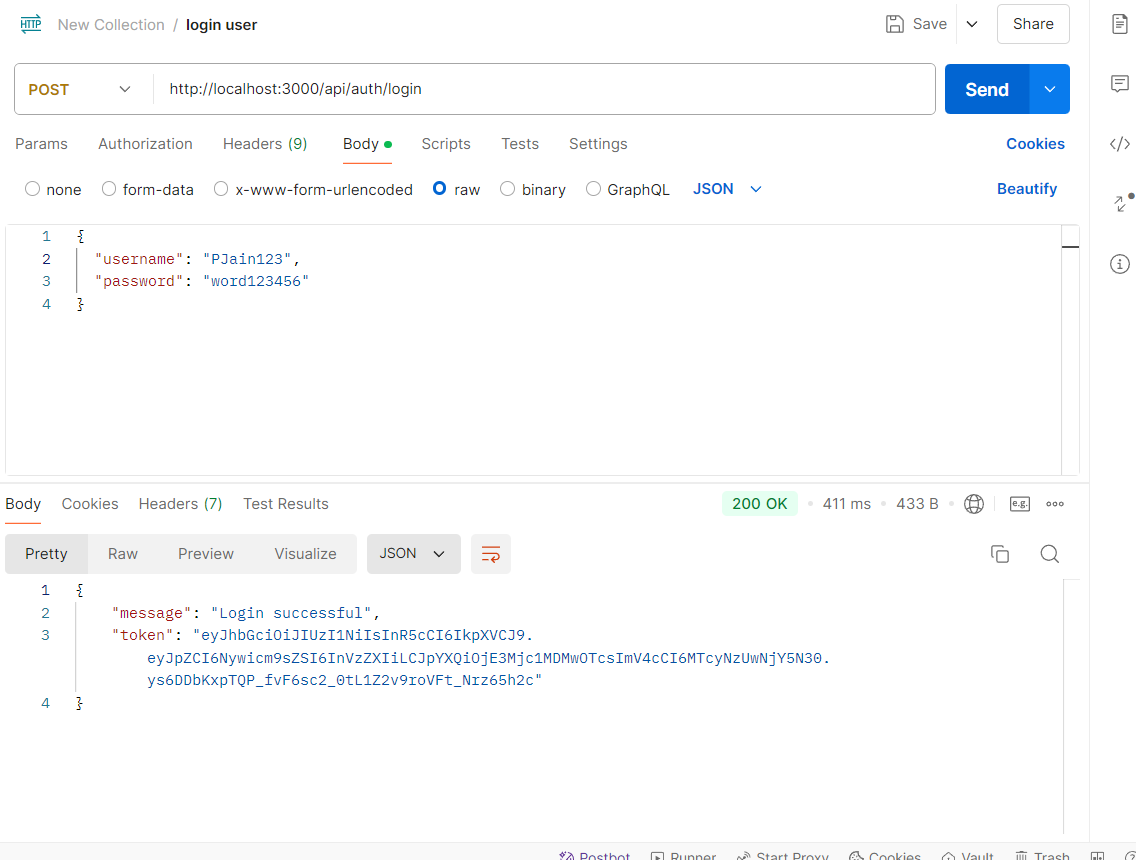 HTTP New Collection / login user Save Share
POST http://localhost:3000/api/auth/login Send
Params Authorization Headers (9) Body Scripts Tests Settings Cookies
none form-data x-www-form-urlencoded raw binary GraphQL JSON Beautify
1 {
2 "username": "PJain123",
3 "password": "word123456"
4 }
Body Cookies Headers (7) Test Results 200 OK 411 ms 433 B e.g.
Pretty Raw Preview Visualize JSON
1 {
2 "message": "Login successful",
3 "token": "eyJhbGciOiJIUzI1NiIsInR5cCI6IkpXVCJ9.
eyJpZCI6Nywicm9sZSI6InVzZXIiLCJpYXQiOjE3Mjc1MDMwOTcsImV4cCI6MTcyNzUwNjY5N30.
ys6DDbKxpTQP_fvF6sc2_0tL1Z2v9roVFt_Nrz65h2c"
4 }
Postbot Runner Start Proxy Cookies Vault Trash